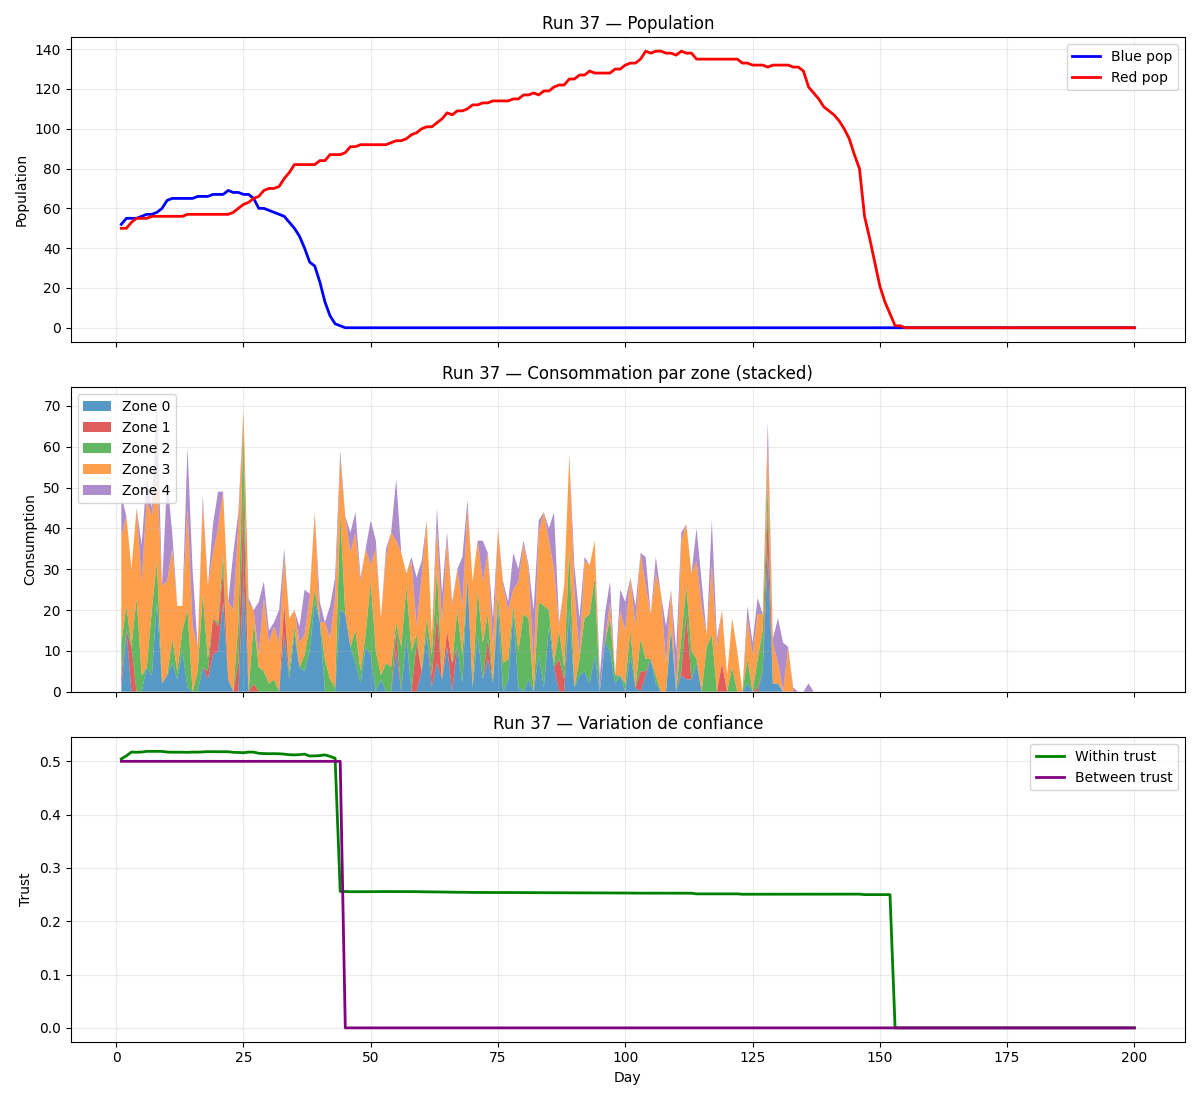 Run 37 — Population
Population
140
120
100
80
60
40
20
0
Blue pop
Red pop
Run 37 — Consommation par zone (stacked)
Consumption
70
60
50
40
30
20
10
0
Zone 0
Zone 1
Zone 2
Zone 3
Zone 4
Run 37 — Variation de confiance
Trust
0.5
0.4
0.3
0.2
0.1
0.0
Within trust
Between trust
0 25 50 75 100 125 150 175 200
Day